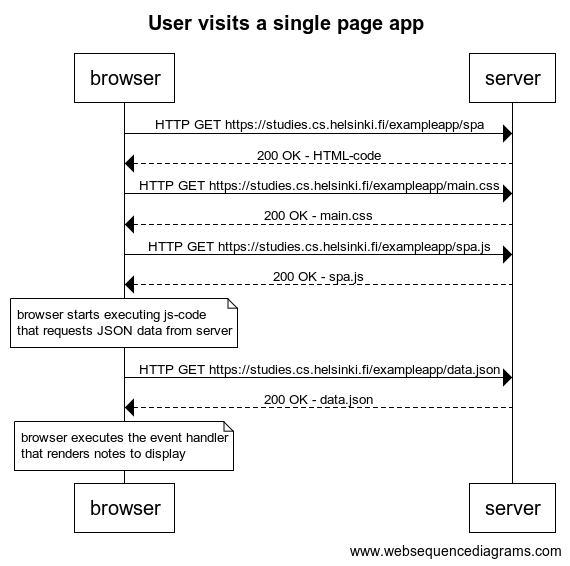 User visits a single page app
browser server
HTTP GET https://studies.cs.helsinki.fi/exampleapp/spa
200 OK - HTML-code
HTTP GET https://studies.cs.helsinki.fi/exampleapp/main.css
200 OK - main.css
HTTP GET https://studies.cs.helsinki.fi/exampleapp/spa.js
200 OK - spa.js
browser starts executing js-code
that requests JSON data from server
HTTP GET https://studies.cs.helsinki.fi/exampleapp/data.json
200 OK - data.json
browser executes the event handler
that renders notes to display
browser server
www.websequencediagrams.com